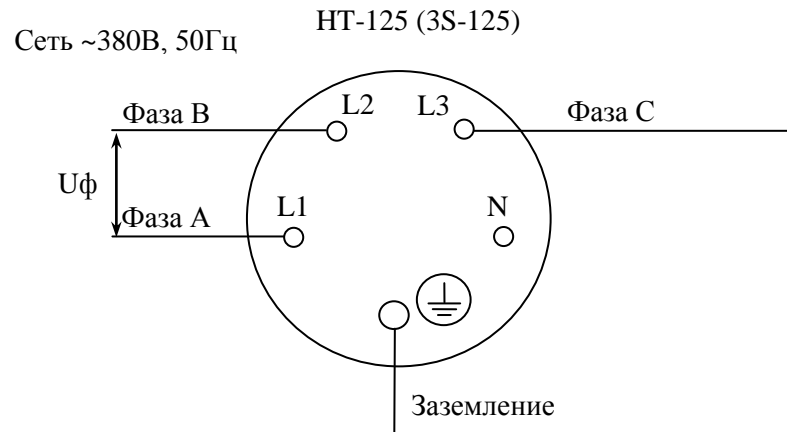 НТ-125 (3S-125)
Сеть ~380В, 50Гц
Фаза В
L2
L3
Фаза С
Uф
Фаза А
L1
N
Заземление